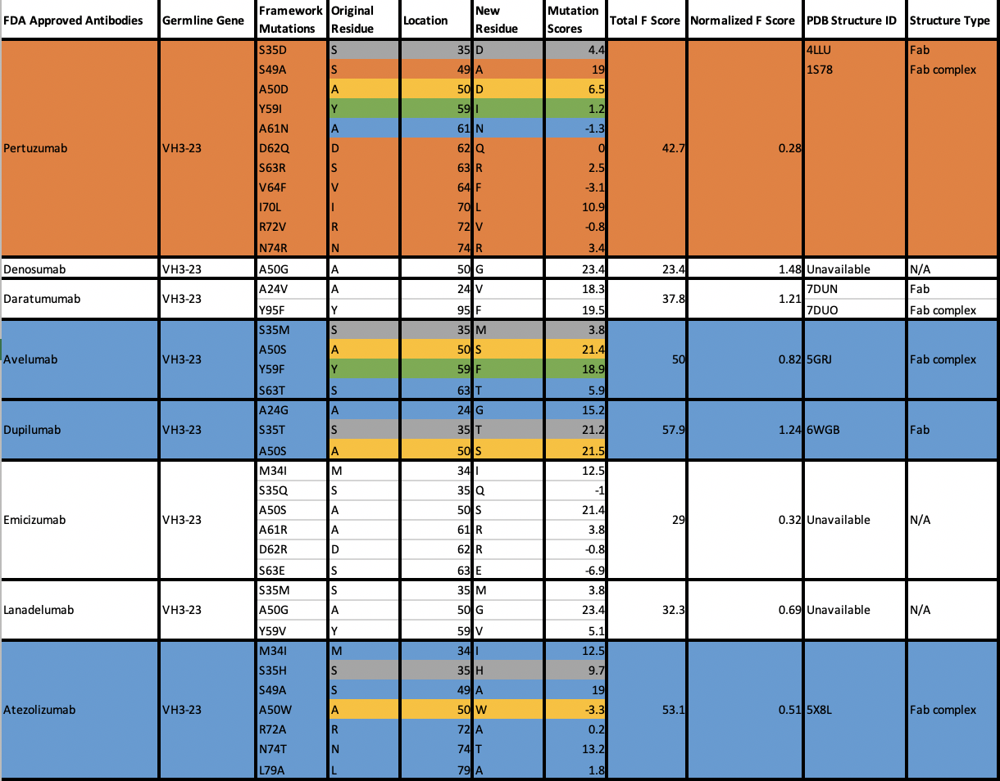 FDA Approved Antibodies Germline Gene Framework Mutations Original Residue Location New Residue Mutation Scores Total F Score Normalized F Score PDB Structure ID Structure Type
S35D S 35 D 4.4 4LLU Fab
S49A S 49 A 19 1S78 Fab complex
A50D A 50 D 6.5
Y59I Y 59 I 1.2
A61N A 61 N -1.3
Pertuzumab VH3-23 D62Q D 62 Q 0 42.7 0.28
S63R S 63 R 2.5
V64F V 64 F -3.1
I70L I 70 L 10.9
R72V R 72 V -0.8
N74R N 74 R 3.4
Denosumab VH3-23 A50G A 50 G 23.4 23.4 1.48 Unavailable N/A
Daratumumab VH3-23 A24V A 24 V 18.3 37.8 1.21 7DUN Fab
Y95F Y 95 F 19.5 7DUO Fab complex
S35M S 35 M 3.8
Avelumab VH3-23 A50S A 50 S 21.4 50 0.82 5GRJ Fab complex
Y59F Y 59 F 18.9
S63T S 63 T 5.9
A24G A 24 G 15.2
Dupilumab VH3-23 S35T S 35 T 21.2 57.9 1.24 6WGB Fab
A50S A 50 S 21.5
M34I M 34 I 12.5
S35Q S 35 Q -1
A50S A 50 S 21.4
Emicizumab VH3-23 A61R A 61 R 3.8 29 0.32 Unavailable N/A
D62R D 62 R -0.8
S63E S 63 E -6.9
S35M S 35 M 3.8
Lanadelumab VH3-23 A50G A 50 G 23.4 32.3 0.69 Unavailable N/A
Y59V Y 59 V 5.1
M34I M 34 I 12.5
S35H S 35 H 9.7
S49A S 49 A 19
Atezolizumab VH3-23 A50W A 50 W -3.3 53.1 0.51 5X8L Fab complex
R72A R 72 A 0.2
N74T N 74 T 13.2
L79A L 79 A 1.8